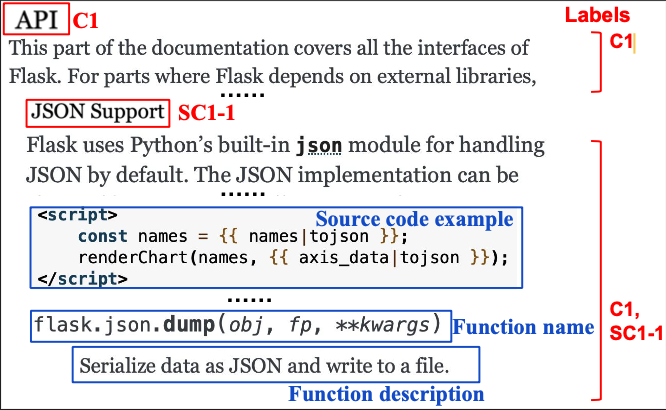 API C1 Labels
This part of the documentation covers all the interfaces of C1
Flask. For parts where Flask depends on external libraries,
......
JSON Support SC1-1
Flask uses Python's built-in json module for handling
JSON by default. The JSON implementation can be
......
<script> Source code example
const names = {{ names|tojson }};
renderChart(names, {{ axis_data|tojson }});
</script>
......
C1,
SC1-1
flask.json.dump(obj, fp, **kwargs) Function name
Serialize data as JSON and write to a file.
Function description